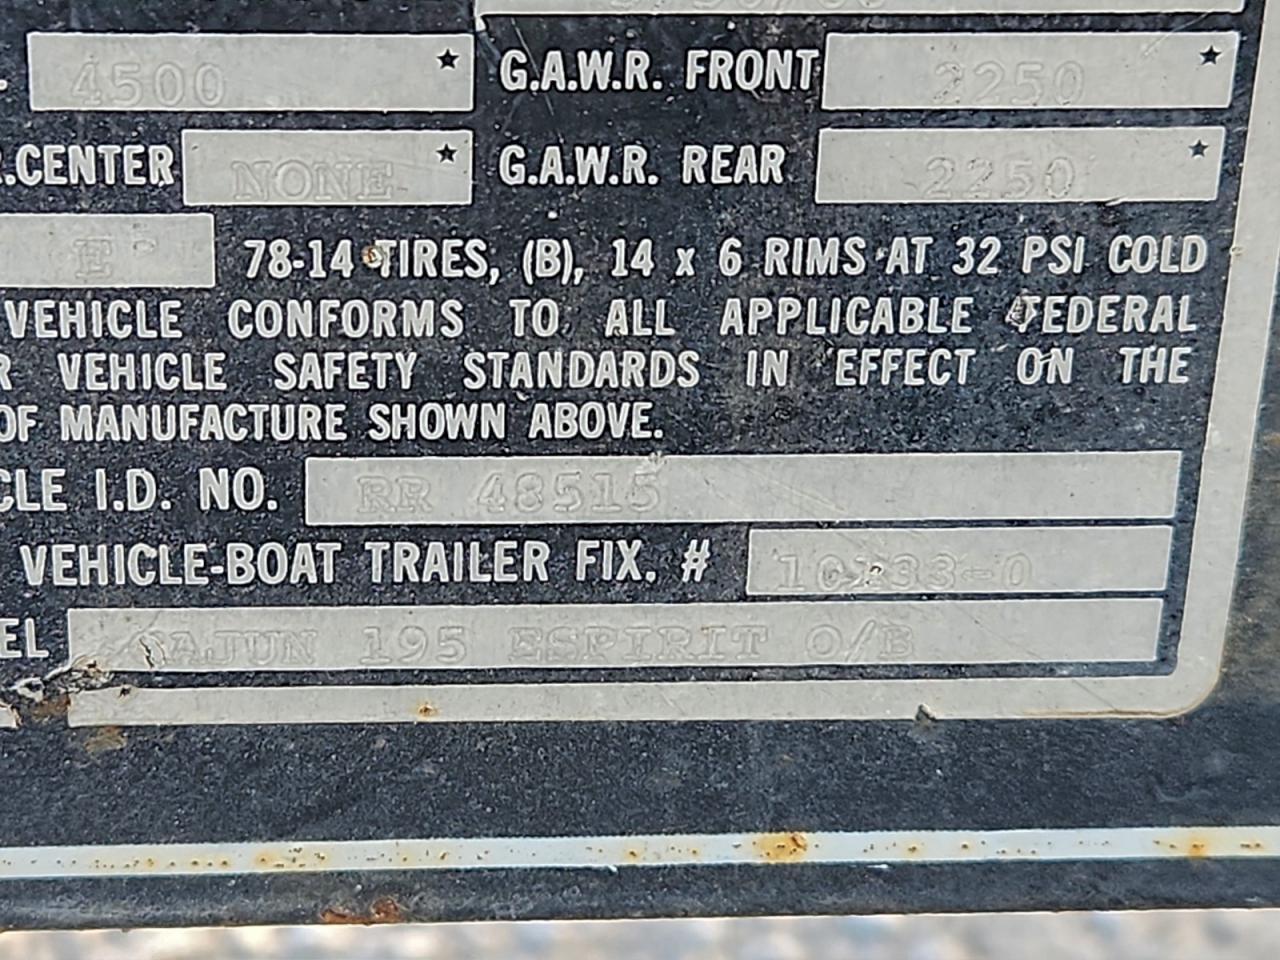 4500 ★ G.A.W.R. FRONT 2250 ★
R.CENTER NONE ★ G.A.W.R. REAR 2250 ★
E 78-14 TIRES, (B), 14 x 6 RIMS AT 32 PSI COLD
VEHICLE CONFORMS TO ALL APPLICABLE FEDERAL
R VEHICLE SAFETY STANDARDS IN EFFECT ON THE
OF MANUFACTURE SHOWN ABOVE.
CLE I.D. NO. RR 48515
VEHICLE-BOAT TRAILER FIX. #
EL CAJUN 195 ESPIRIT O/B